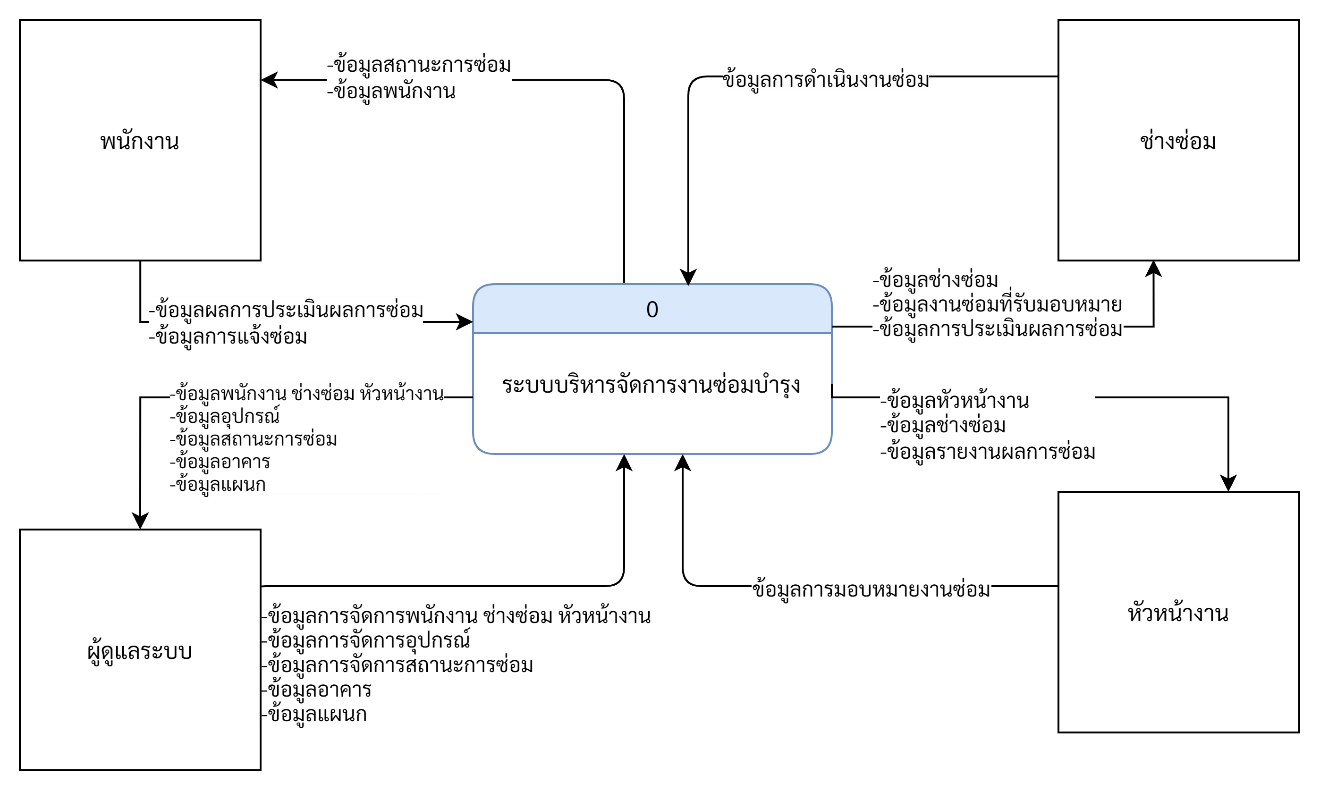 พนักงาน
-ข้อมูลสถานะการซ่อม
-ข้อมูลพนักงาน
ข้อมูลการดำเนินงานซ่อม
ช่างซ่อม
-ข้อมูลผลการประเมินผลการซ่อม
-ข้อมูลการแจ้งซ่อม
0
ระบบบริหารจัดการงานซ่อมบำรุง
-ข้อมูลช่างซ่อม
-ข้อมูลงานซ่อมที่รับมอบหมาย
-ข้อมูลการประเมินผลการซ่อม
-ข้อมูลพนักงาน ช่างซ่อม หัวหน้างาน
-ข้อมูลอุปกรณ์
-ข้อมูลสถานะการซ่อม
-ข้อมูลอาคาร
-ข้อมูลแผนก
-ข้อมูลหัวหน้างาน
-ข้อมูลช่างซ่อม
-ข้อมูลรายงานผลการซ่อม
ผู้ดูแลระบบ
-ข้อมูลการจัดการพนักงาน ช่างซ่อม หัวหน้างาน
-ข้อมูลการจัดการอุปกรณ์
-ข้อมูลการจัดการสถานะการซ่อม
-ข้อมูลอาคาร
-ข้อมูลแผนก
ข้อมูลการมอบหมายงานซ่อม
หัวหน้างาน